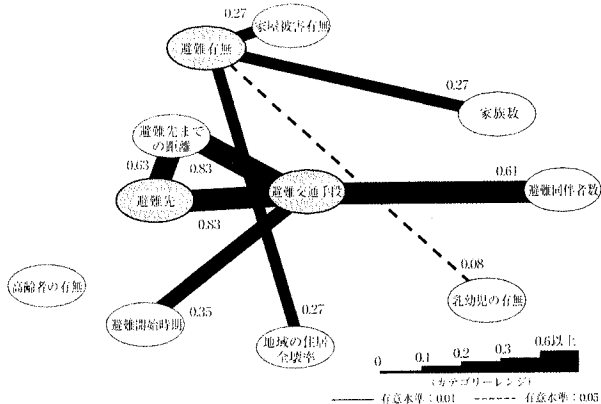 0.27
家屋被害有無
避難有無
0.27
家族数
避難先まで
の距離
0.63
0.83
避難交通手段
0.61
避難同伴者数
避難先
0.83
0.08
高齢者の有無
乳幼児の有無
避難開始時期
0.35
0.27
地域の住居
全壊率
0
0.1
0.2
0.3
0.6以上
(カテゴリーレンジ)
有意水準:0.01
有意水準:0.05